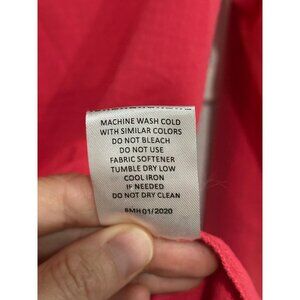 MACHINE WASH COLD
WITH SIMILAR COLORS
DO NOT BLEACH
DO NOT USE
FABRIC SOFTENER
TUMBLE DRY LOW
COOL IRON
IF NEEDED
DO NOT DRY CLEAN
BMH 01/2020